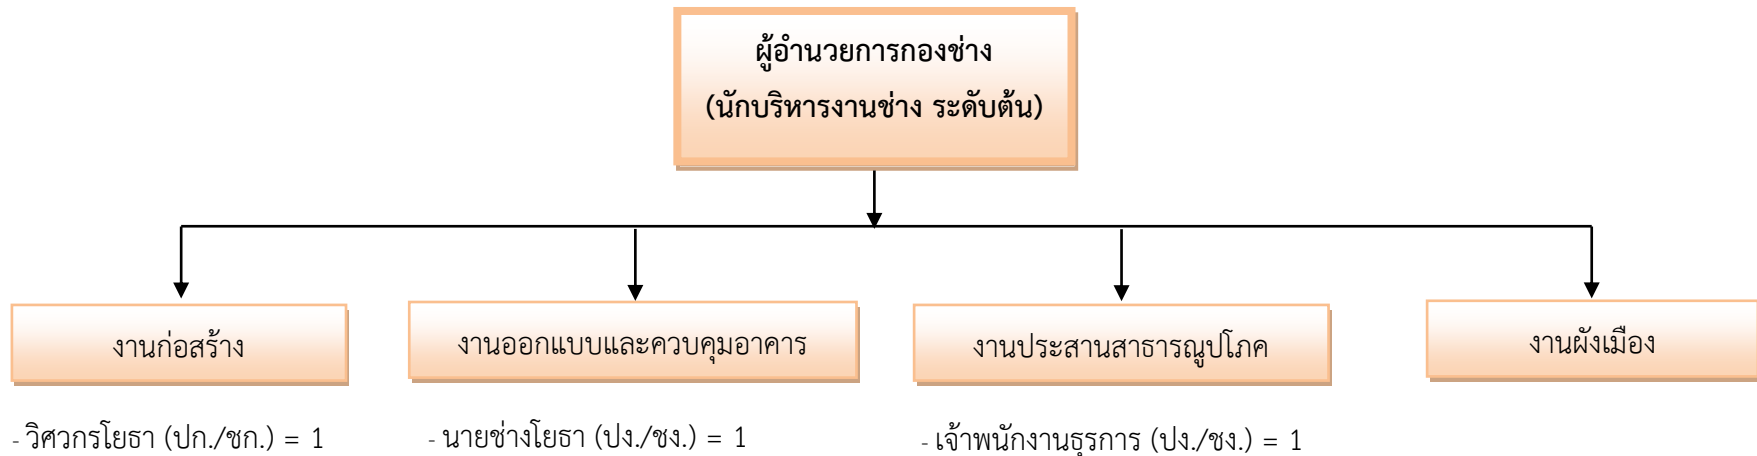 ผู้อำนวยการกองช่าง
(นักบริหารงานช่าง ระดับต้น)
งานก่อสร้าง
งานออกแบบและควบคุมอาคาร
งานประสานสาธารณูปโภค
งานผังเมือง
- วิศวกรโยธา (ปก./ชก.) = 1
- นายช่างโยธา (ปง./ชง.) = 1
- เจ้าพนักงานธุรการ (ปง./ชง.) = 1